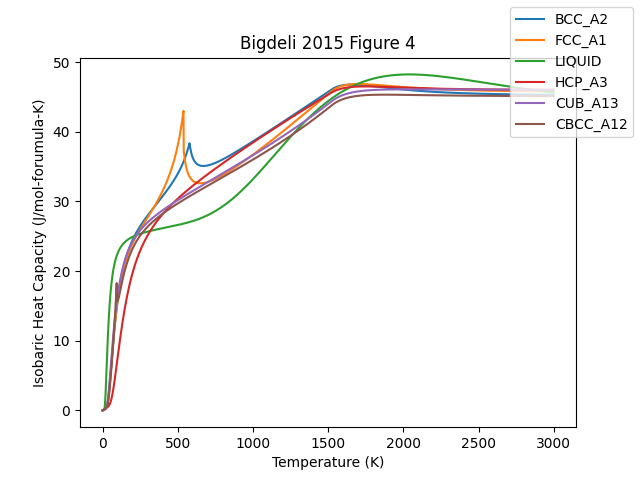 Bigdeli 2015 Figure 4
BCC_A2
FCC_A1
LIQUID
HCP_A3
CUB_A13
CBCC_A12
Isobaric Heat Capacity (J/mol-forumula-K)
50
40
30
20
10
0
0 500 1000 1500 2000 2500 3000
Temperature (K)